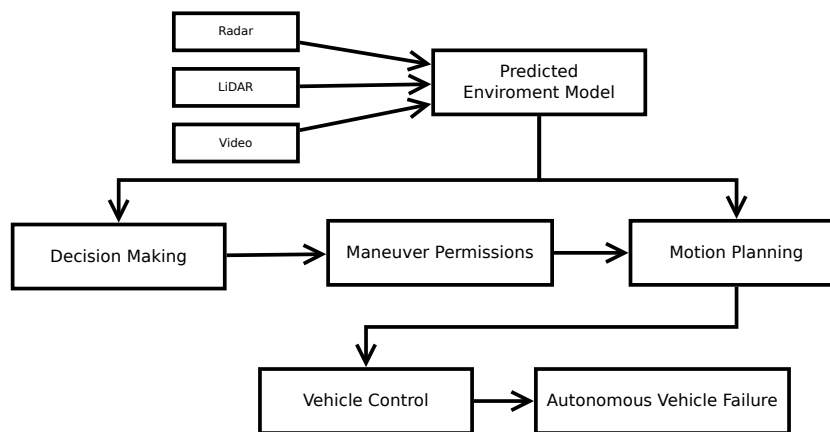 Radar
LiDAR
Video
Predicted
Enviroment Model
Decision Making
Maneuver Permissions
Motion Planning
Vehicle Control
Autonomous Vehicle Failure